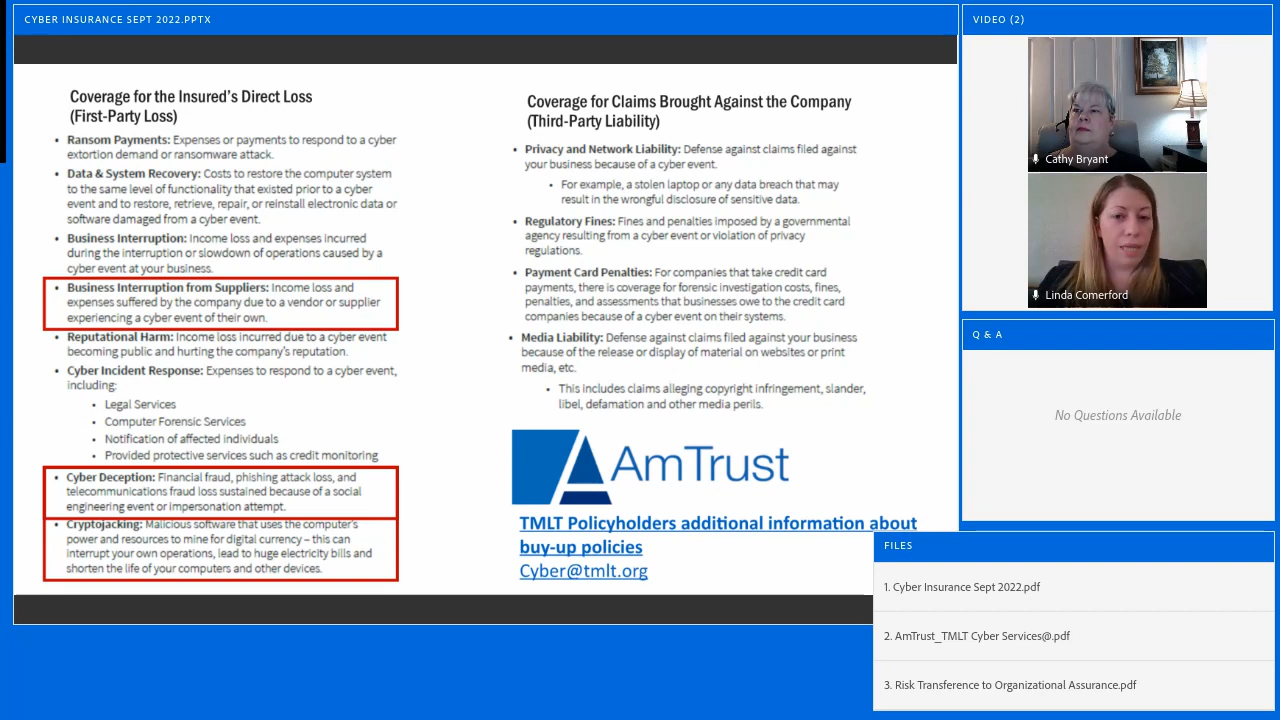 CYBER INSURANCE SEPT 2022.PPTX
Coverage for the Insured's Direct Loss
(First-Party Loss)
• Ransom Payments: Expenses or payments to respond to a cyber
extortion demand or ransomware attack.
• Data & System Recovery: Costs to restore the computer system
to the same level of functionality that existed prior to a cyber
event and to restore, retrieve, repair, or reinstall electronic data or
software damaged from a cyber event.
• Business Interruption: Income loss and expenses incurred
during the interruption or slowdown of operations caused by a
cyber event at your business.
• Business Interruption from Suppliers: Income loss and
expenses suffered by the company due to a vendor or supplier
experiencing a cyber event of their own.
• Reputational Harm: Income loss incurred due to a cyber event
becoming public and hurting the company's reputation.
• Cyber Incident Response: Expenses to respond to a cyber event,
including:
• Legal Services
• Computer Forensic Services
• Notification of affected individuals
• Provided protective services such as credit monitoring
• Cyber Deception: Financial fraud, phishing attack loss, and
telecommunications fraud loss sustained because of a social
engineering event or impersonation attempt.
• Cryptojacking: Malicious software that uses the computer's
power and resources to mine for digital currency – this can
interrupt your own operations, lead to huge electricity bills and
shorten the life of your computers and other devices.
Coverage for Claims Brought Against the Company
(Third-Party Liability)
• Privacy and Network Liability: Defense against claims filed against
your business because of a cyber event.
• For example, a stolen laptop or any data breach that may
result in the wrongful disclosure of sensitive data.
• Regulatory Fines: Fines and penalties imposed by a governmental
agency resulting from a cyber event or violation of privacy
regulations.
• Payment Card Penalties: For companies that take credit card
payments, there is coverage for forensic investigation costs, fines,
penalties, and assessments that businesses owe to the credit card
companies because of a cyber event on their systems.
• Media Liability: Defense against claims filed against your business
because of the release or display of material on websites or print
media, etc.
• This includes claims alleging copyright infringement, slander,
libel, defamation and other media perils.
AmTrust
TMLT Policyholders additional information about
buy-up policies
Cyber@tmlt.org
VIDEO (2)
Cathy Bryant
Linda Comerford
Q & A
No Questions Available
FILES
1. Cyber Insurance Sept 2022.pdf
2. AmTrust_TMLT Cyber Services@.pdf
3. Risk Transference to Organizational Assurance.pdf